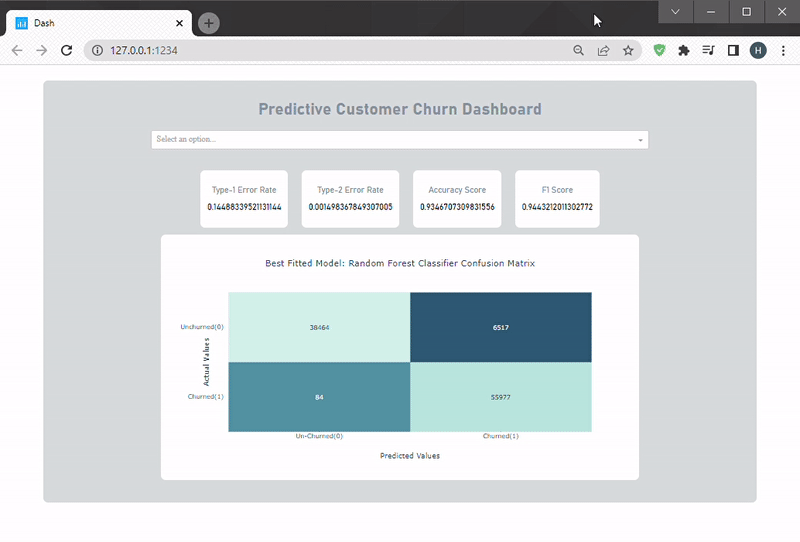 Dash
127.0.0.1:1234
H
Predictive Customer Churn Dashboard
Select an option...
Type-1 Error Rate
0.14488339521131144
Type-2 Error Rate
0.001498367849307005
Accuracy Score
0.9346707309831556
F1 Score
0.9443212011302772
Best Fitted Model: Random Forest Classifier Confusion Matrix
Unchurned(0)
38464
6517
Actual Values
Churned(1)
84
55977
Un-Churned(0)
Churned(1)
Predicted Values